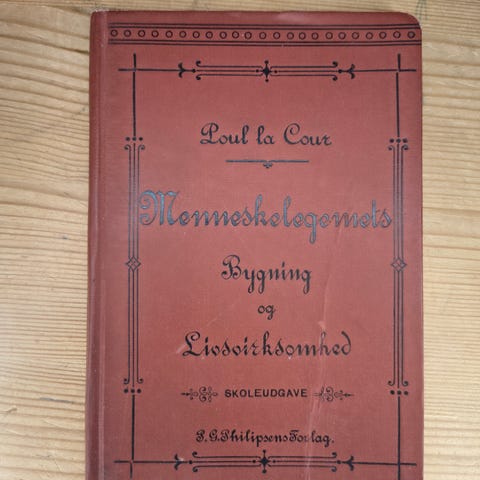 Poul la Cour
Menneskelegemets
Bygning
og
Livsvirksomhed
SKOLEUDGAVE
P. G. Philipsens Forlag.